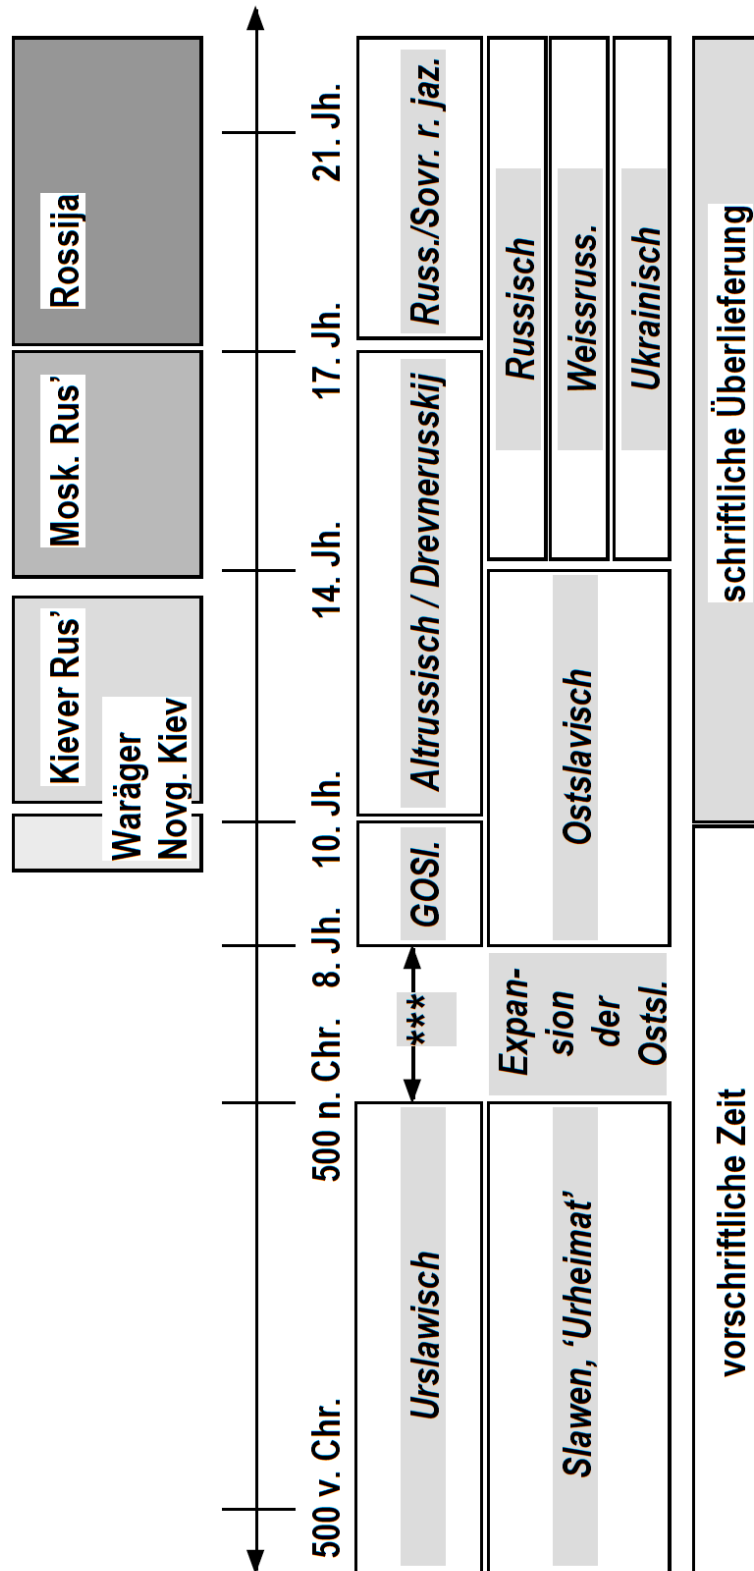 Waräger
Novg. Kiev
Kiever Rus’
Mosk. Rus’
Rossija
500 v. Chr.
500 n. Chr.
8. Jh.
10. Jh.
14. Jh.
17. Jh.
21. Jh.
Urslawisch
***
GOSl.
Altrussisch / Drevnerusskij
Russ./Sovr. r. jaz.
Slawen, ‘Urheimat’
Expan-
sion
der
Ostsl.
Ostslavisch
Russisch
Weissruss.
Ukrainisch
vorschriftliche Zeit
schriftliche Überlieferung